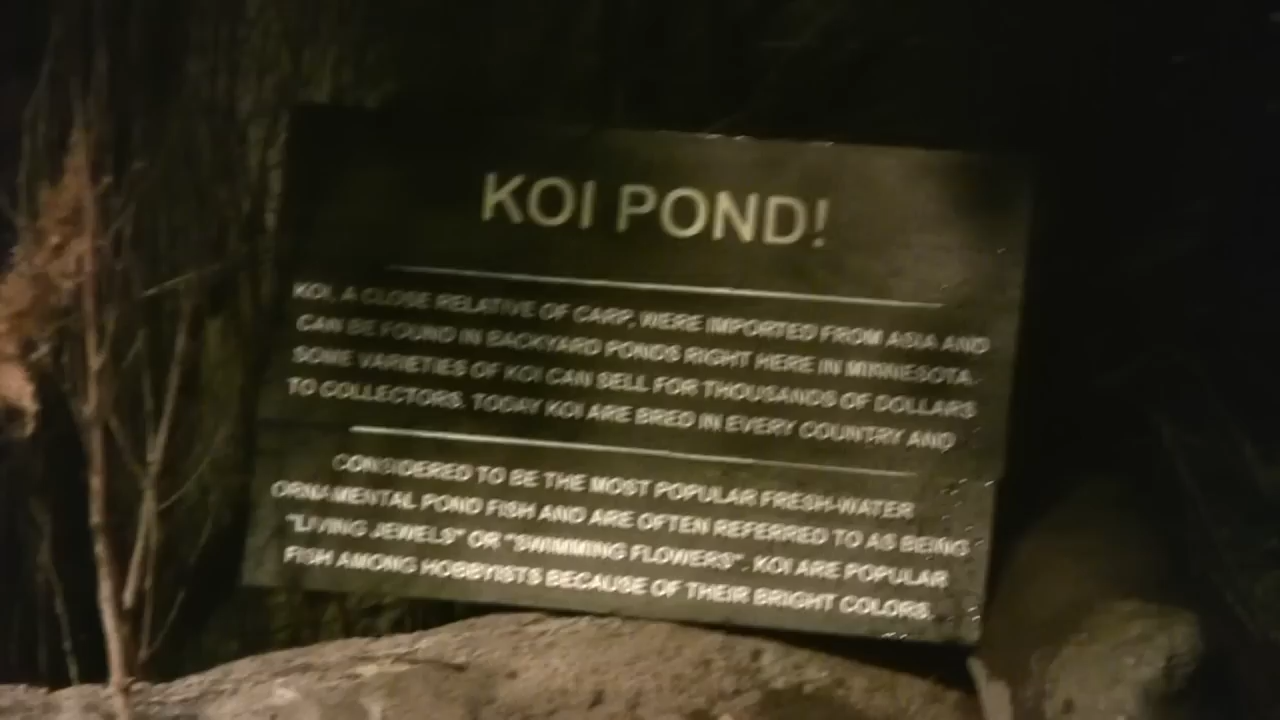 KOI POND!
KOI, A CLOSE RELATIVE OF CARP, WERE IMPORTED FROM ASIA AND
CAN BE FOUND IN BACKYARD PONDS RIGHT HERE IN MINNESOTA.
SOME VARIETIES OF KOI CAN SELL FOR THOUSANDS OF DOLLARS
TO COLLECTORS. TODAY KOI ARE BRED IN EVERY COUNTRY AND
CONSIDERED TO BE THE MOST POPULAR FRESH-WATER
ORNAMENTAL POND FISH AND ARE OFTEN REFERRED TO AS BEING
"LIVING JEWELS" OR "SWIMMING FLOWERS". KOI ARE POPULAR
FISH AMONG HOBBYISTS BECAUSE OF THEIR BRIGHT COLORS.